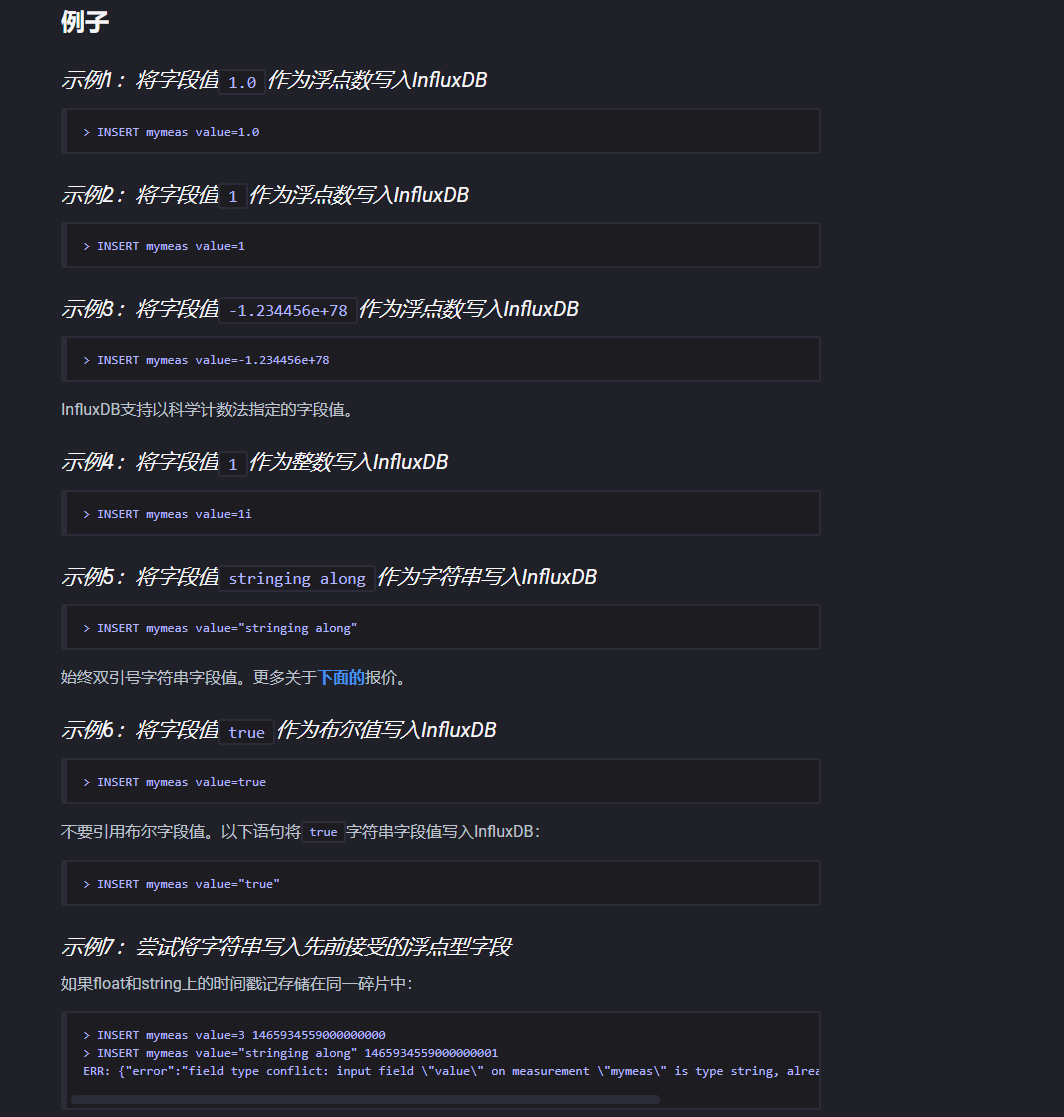 例子
示例1：将字段值 1.0 作为浮点数写入InfluxDB
> INSERT mymeas value=1.0
示例2：将字段值 1 作为浮点数写入InfluxDB
> INSERT mymeas value=1
示例3：将字段值 -1.234456e+78 作为浮点数写入InfluxDB
> INSERT mymeas value=-1.234456e+78
InfluxDB支持以科学计数法指定的字段值。
示例4：将字段值 1 作为整数写入InfluxDB
> INSERT mymeas value=1i
示例5：将字段值 stringing along 作为字符串写入InfluxDB
> INSERT mymeas value="stringing along"
始终双引号字符串字段值。更多关于下面的报价。
示例6：将字段值 true 作为布尔值写入InfluxDB
> INSERT mymeas value=true
不要引用布尔字段值。以下语句将 true 字符串字段值写入InfluxDB：
> INSERT mymeas value="true"
示例7：尝试将字符串写入先前接受的浮点型字段
如果float和string上的时间戳记存储在同一碎片中：
> INSERT mymeas value=3 1465934559000000000
> INSERT mymeas value="stringing along" 1465934559000000001
ERR: {"error":"field type conflict: input field \"value\" on measurement \"mymeas\" is type string, alrea